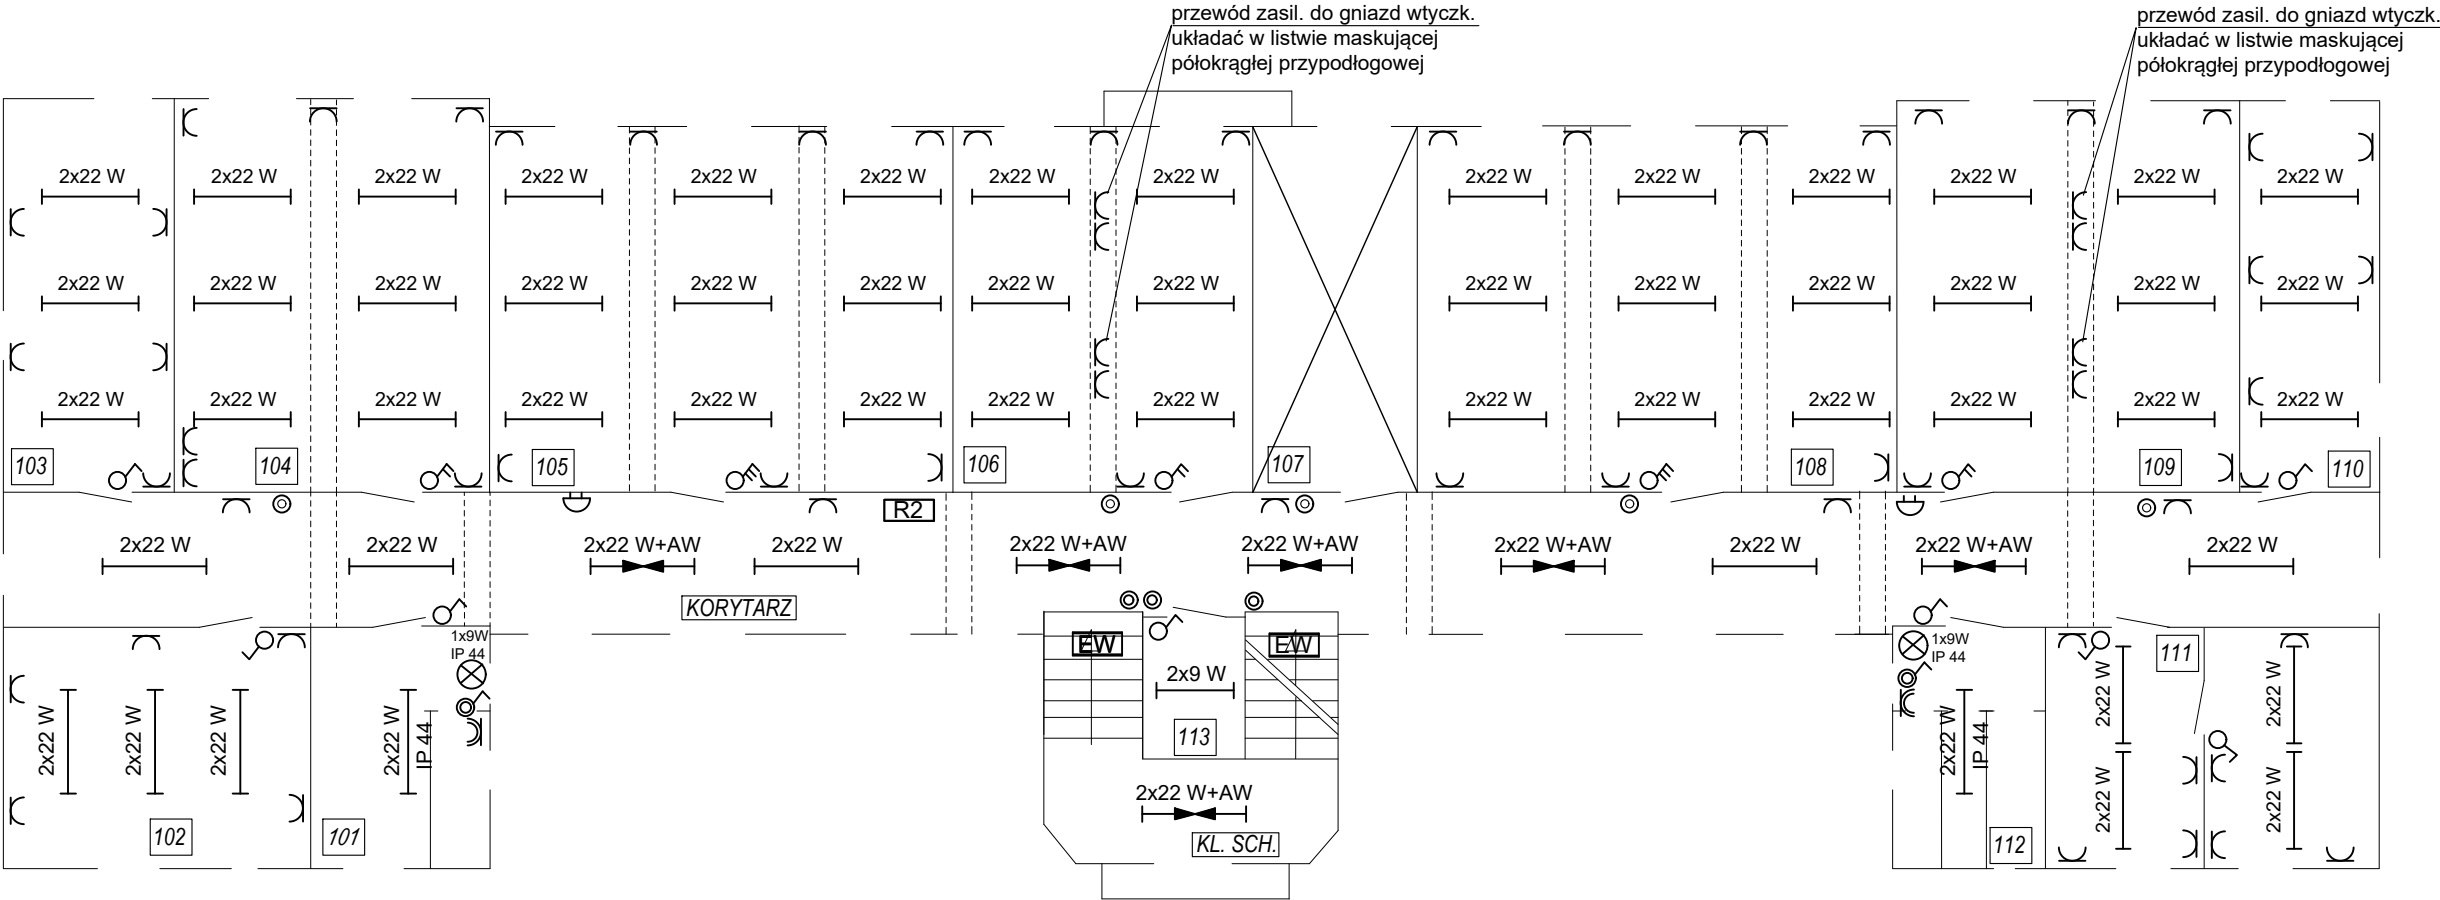 przewód zasil. do gniazd wtyczk.
układać w listwie maskującej
półokrągłej przypodłogowej
przewód zasil. do gniazd wtyczk.
układać w listwie maskującej
półokrągłej przypodłogowej
2x22 W 2x22 W 2x22 W 2x22 W 2x22 W 2x22 W 2x22 W 2x22 W 2x22 W 2x22 W 2x22 W 2x22 W 2x22 W 2x22 W
2x22 W 2x22 W 2x22 W 2x22 W 2x22 W 2x22 W 2x22 W 2x22 W 2x22 W 2x22 W 2x22 W 2x22 W 2x22 W 2x22 W
2x22 W 2x22 W 2x22 W 2x22 W 2x22 W 2x22 W 2x22 W 2x22 W 2x22 W 2x22 W 2x22 W 2x22 W 2x22 W 2x22 W
103 104 105 106 107 108 109 110
R2
2x22 W 2x22 W 2x22 W+AW 2x22 W 2x22 W+AW 2x22 W+AW 2x22 W+AW 2x22 W 2x22 W+AW 2x22 W
KORYTARZ
1x9W
IP 44
EW
EW
1x9W
IP 44
111
2x9 W
113
2x22 W
2x22 W
2x22 W
2x22 W
IP 44
2x22 W
IP 44
2x22 W
2x22 W
2x22 W
2x22 W
2x22 W+AW
102 101
KL. SCH.
112